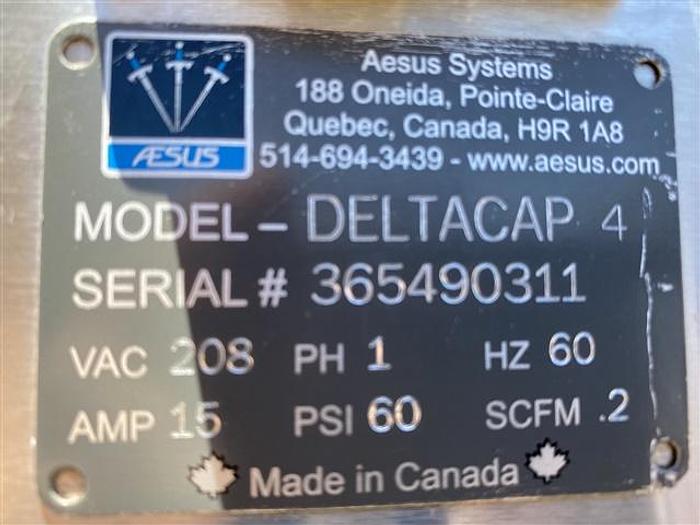 ÆSUS
Aesus Systems
188 Oneida, Pointe-Claire
Quebec, Canada, H9R 1A8
514-694-3439 - www.aesus.com
MODEL - DELTACAP 4
SERIAL # 365490311
VAC 208 PH 1 HZ 60
AMP 15 PSI 60 SCFM .2
Made in Canada